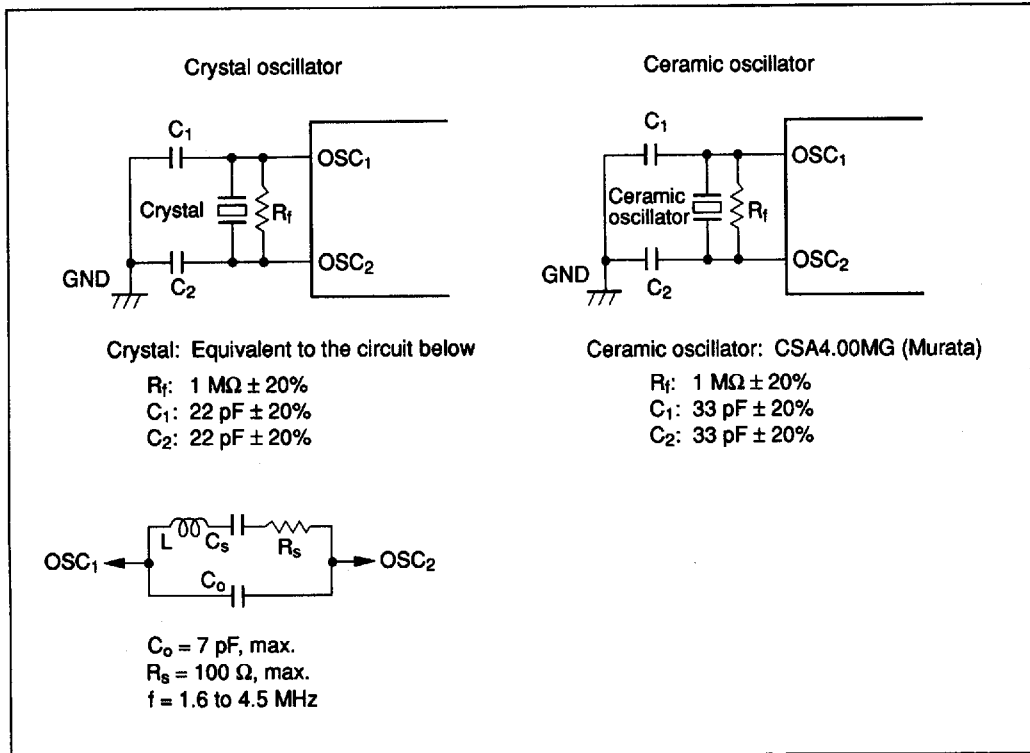 Crystal oscillator
C1
OSC1
Crystal
Rf
OSC2
GND
C2
Crystal: Equivalent to the circuit below
Rf: 1 MΩ ± 20%
C1: 22 pF ± 20%
C2: 22 pF ± 20%
Ceramic oscillator
C1
OSC1
Ceramic
oscillator
Rf
OSC2
GND
C2
Ceramic oscillator: CSA4.00MG (Murata)
Rf: 1 MΩ ± 20%
C1: 33 pF ± 20%
C2: 33 pF ± 20%
L
Cs
Rs
OSC1
OSC2
Co
Co = 7 pF, max.
Rs = 100 Ω, max.
f = 1.6 to 4.5 MHz